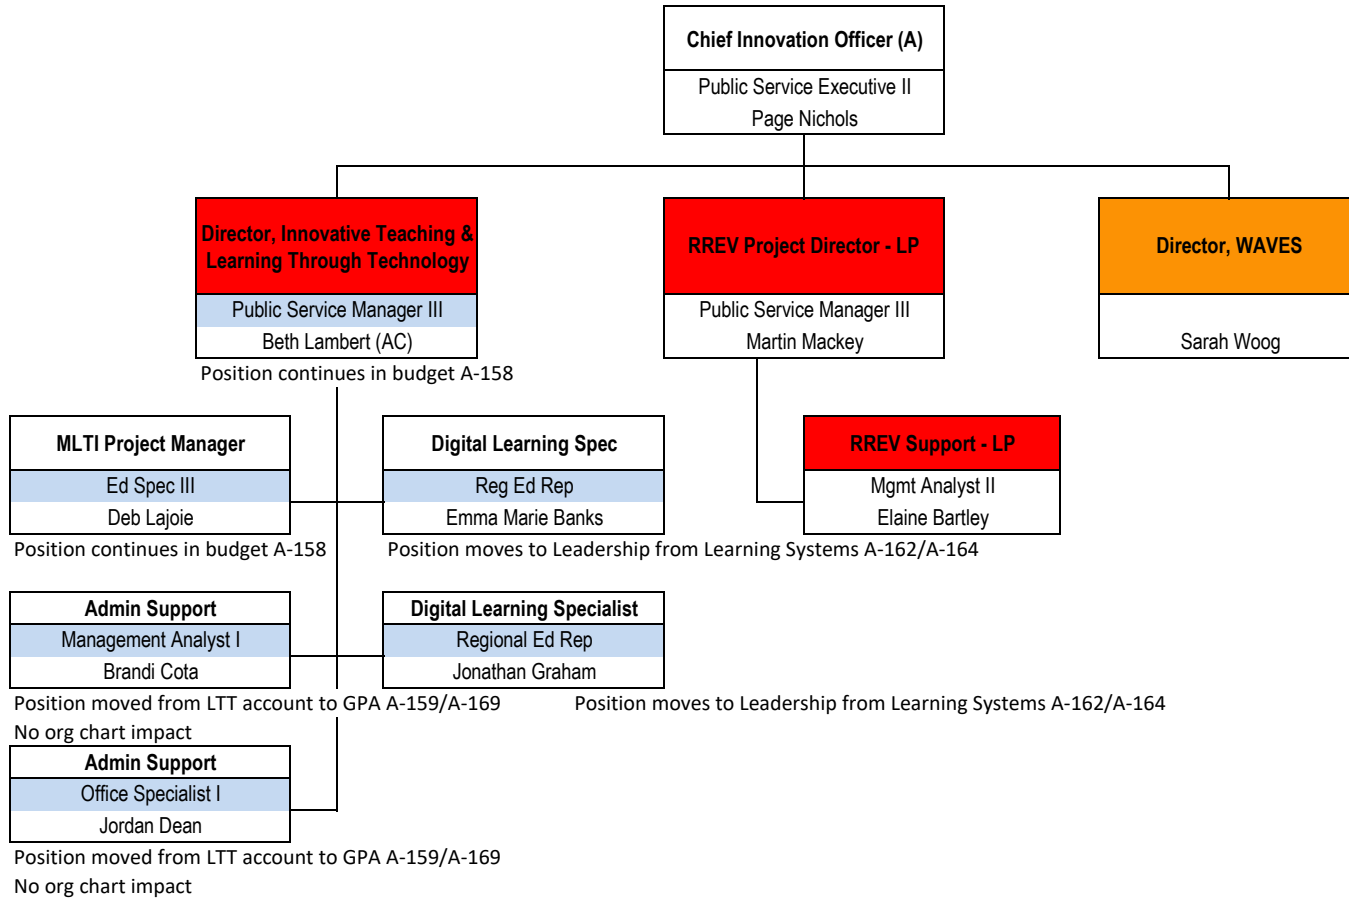 Chief Innovation Officer (A)
Public Service Executive II
Page Nichols
Director, Innovative Teaching &
Learning Through Technology
Public Service Manager III
Beth Lambert (AC)
Position continues in budget A-158
RREV Project Director - LP
Public Service Manager III
Martin Mackey
Director, WAVES
Sarah Woog
MLTI Project Manager
Ed Spec III
Deb Lajoie
Position continues in budget A-158
Digital Learning Spec
Reg Ed Rep
Emma Marie Banks
Position moves to Leadership from Learning Systems A-162/A-164
RREV Support - LP
Mgmt Analyst II
Elaine Bartley
Admin Support
Management Analyst I
Brandi Cota
Position moved from LTT account to GPA A-159/A-169
No org chart impact
Digital Learning Specialist
Regional Ed Rep
Jonathan Graham
Position moves to Leadership from Learning Systems A-162/A-164
Admin Support
Office Specialist I
Jordan Dean
Position moved from LTT account to GPA A-159/A-169
No org chart impact